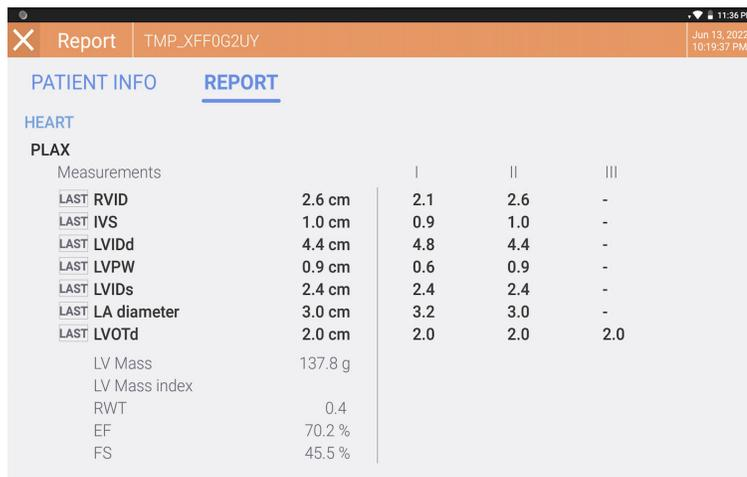 11:36 P
Report TMP_XFF0G2UY Jun 13, 2022
10:19:37 PM
PATIENT INFO REPORT
HEART
PLAX
Measurements I II III
LAST RVID 2.6 cm 2.1 2.6 -
LAST IVS 1.0 cm 0.9 1.0 -
LAST LVIDd 4.4 cm 4.8 4.4 -
LAST LVPW 0.9 cm 0.6 0.9 -
LAST LVIDs 2.4 cm 2.4 2.4 -
LAST LA diameter 3.0 cm 3.2 3.0 -
LAST LVOTd 2.0 cm 2.0 2.0 2.0
LV Mass 137.8 g
LV Mass index
RWT 0.4
EF 70.2 %
FS 45.5 %